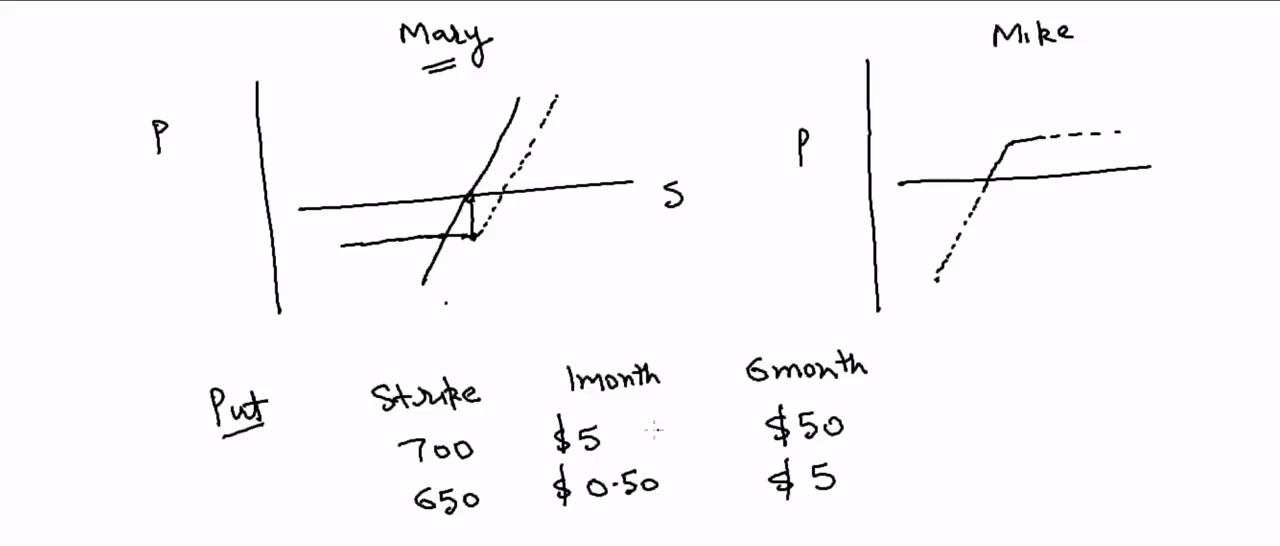 Mary
Mike
P
S
P
Put Strike 1month 6month
700 $5 $50
650 $0.50 $5